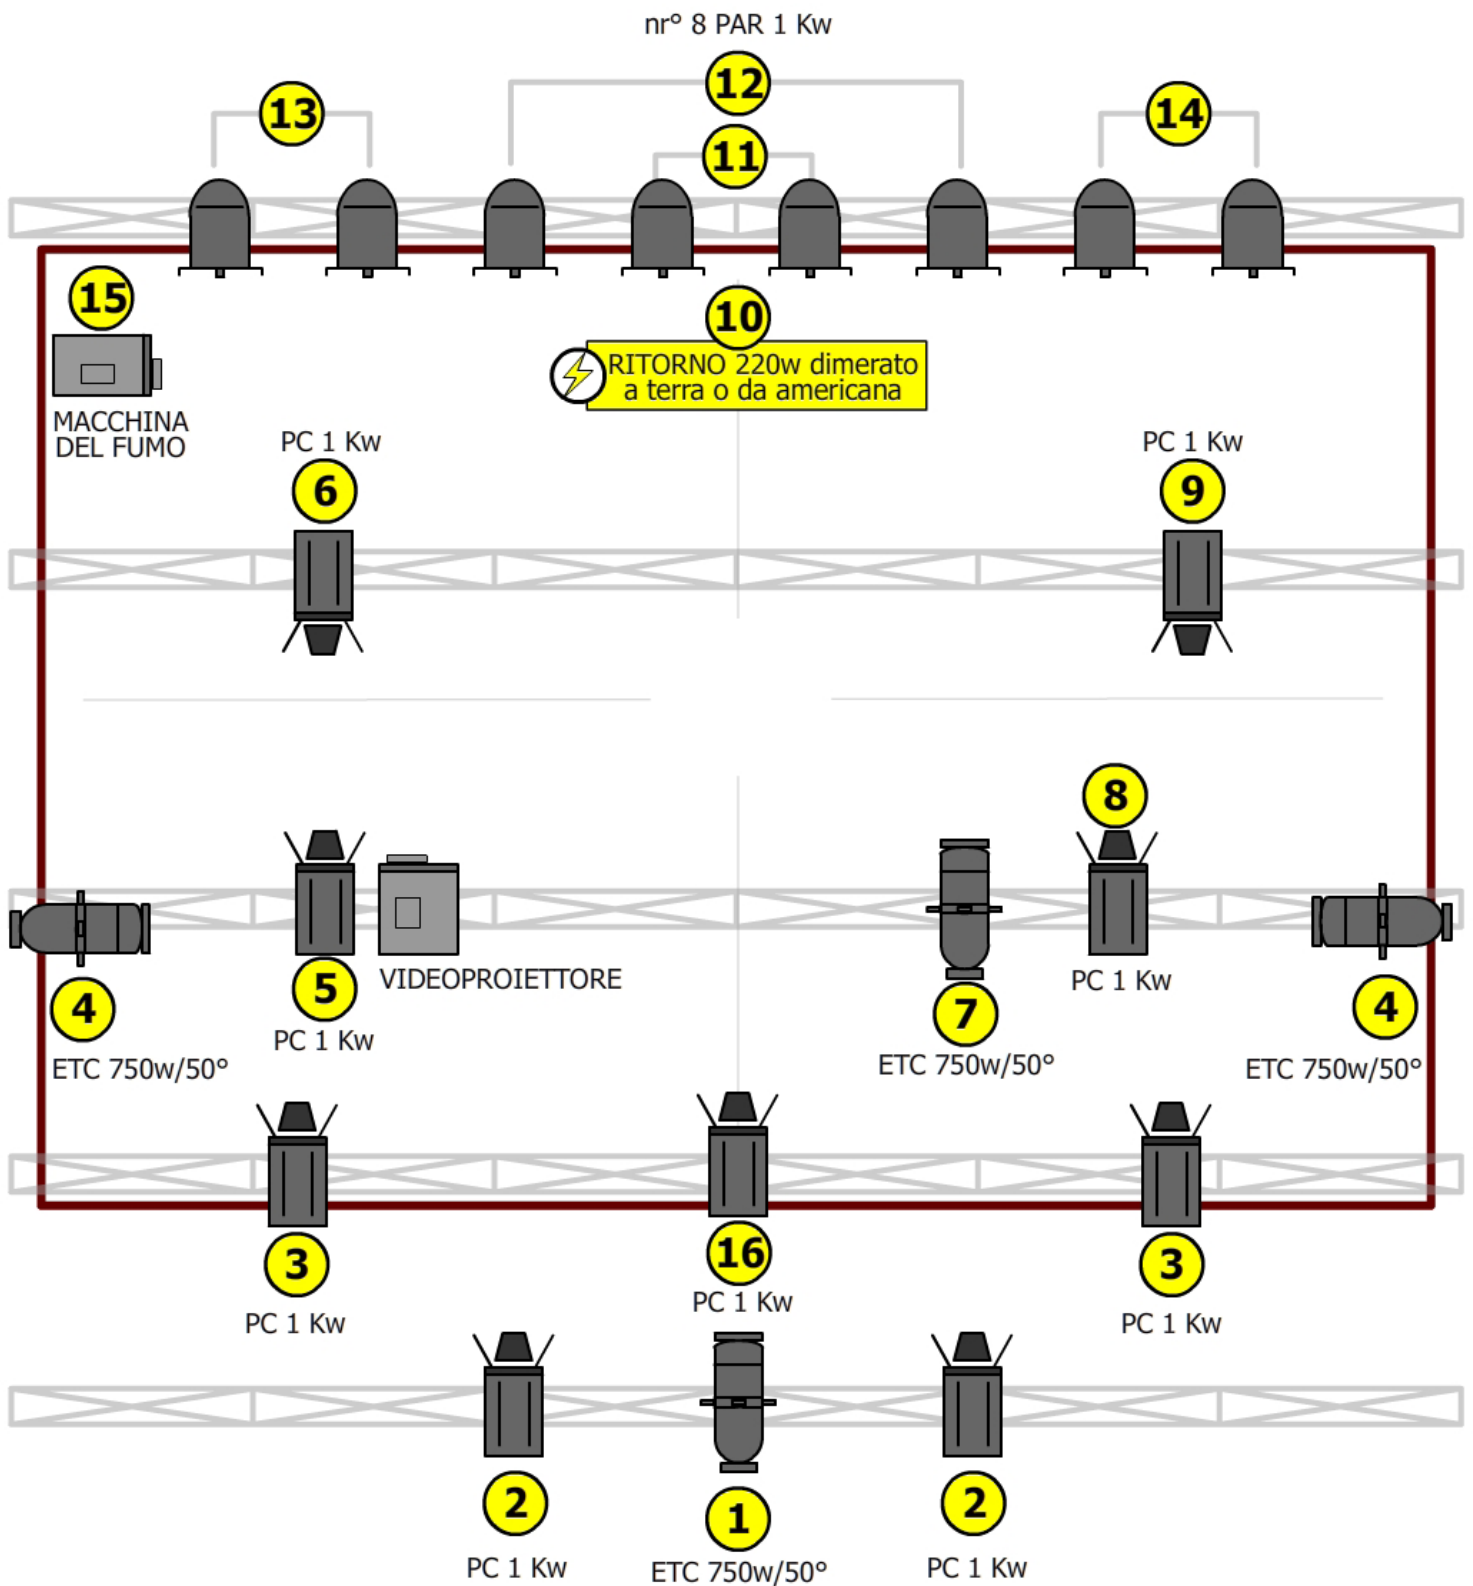 nr° 8 PAR 1 Kw
12
13
14
11
15
10
RITORNO 220w dimerato
a terra o da americana
MACCHINA
DEL FUMO
PC 1 Kw
PC 1 Kw
6
9
8
5
VIDEOPROIETTORE
PC 1 Kw
4
7
4
PC 1 Kw
ETC 750w/50°
ETC 750w/50°
ETC 750w/50°
3
16
3
PC 1 Kw
PC 1 Kw
PC 1 Kw
2
1
2
PC 1 Kw
ETC 750w/50°
PC 1 Kw